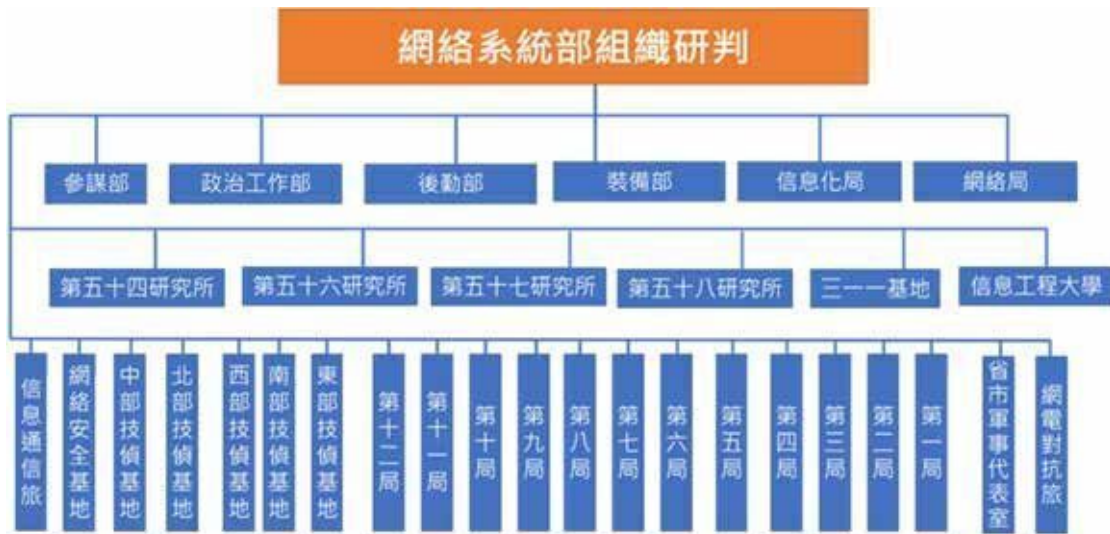 網絡系統部組織研判
參謀部
政治工作部
後勤部
裝備部
信息化局
網絡局
第五十四研究所
第五十六研究所
第五十七研究所
第五十八研究所
三一一基地
信息工程大學
信息通信旅
網絡安全基地
中部技偵基地
北部技偵基地
西部技偵基地
南部技偵基地
東部技偵基地
第十二局
第十一局
第十局
第九局
第八局
第七局
第六局
第五局
第四局
第三局
第二局
第一局
省市軍事代表室
網電對抗旅